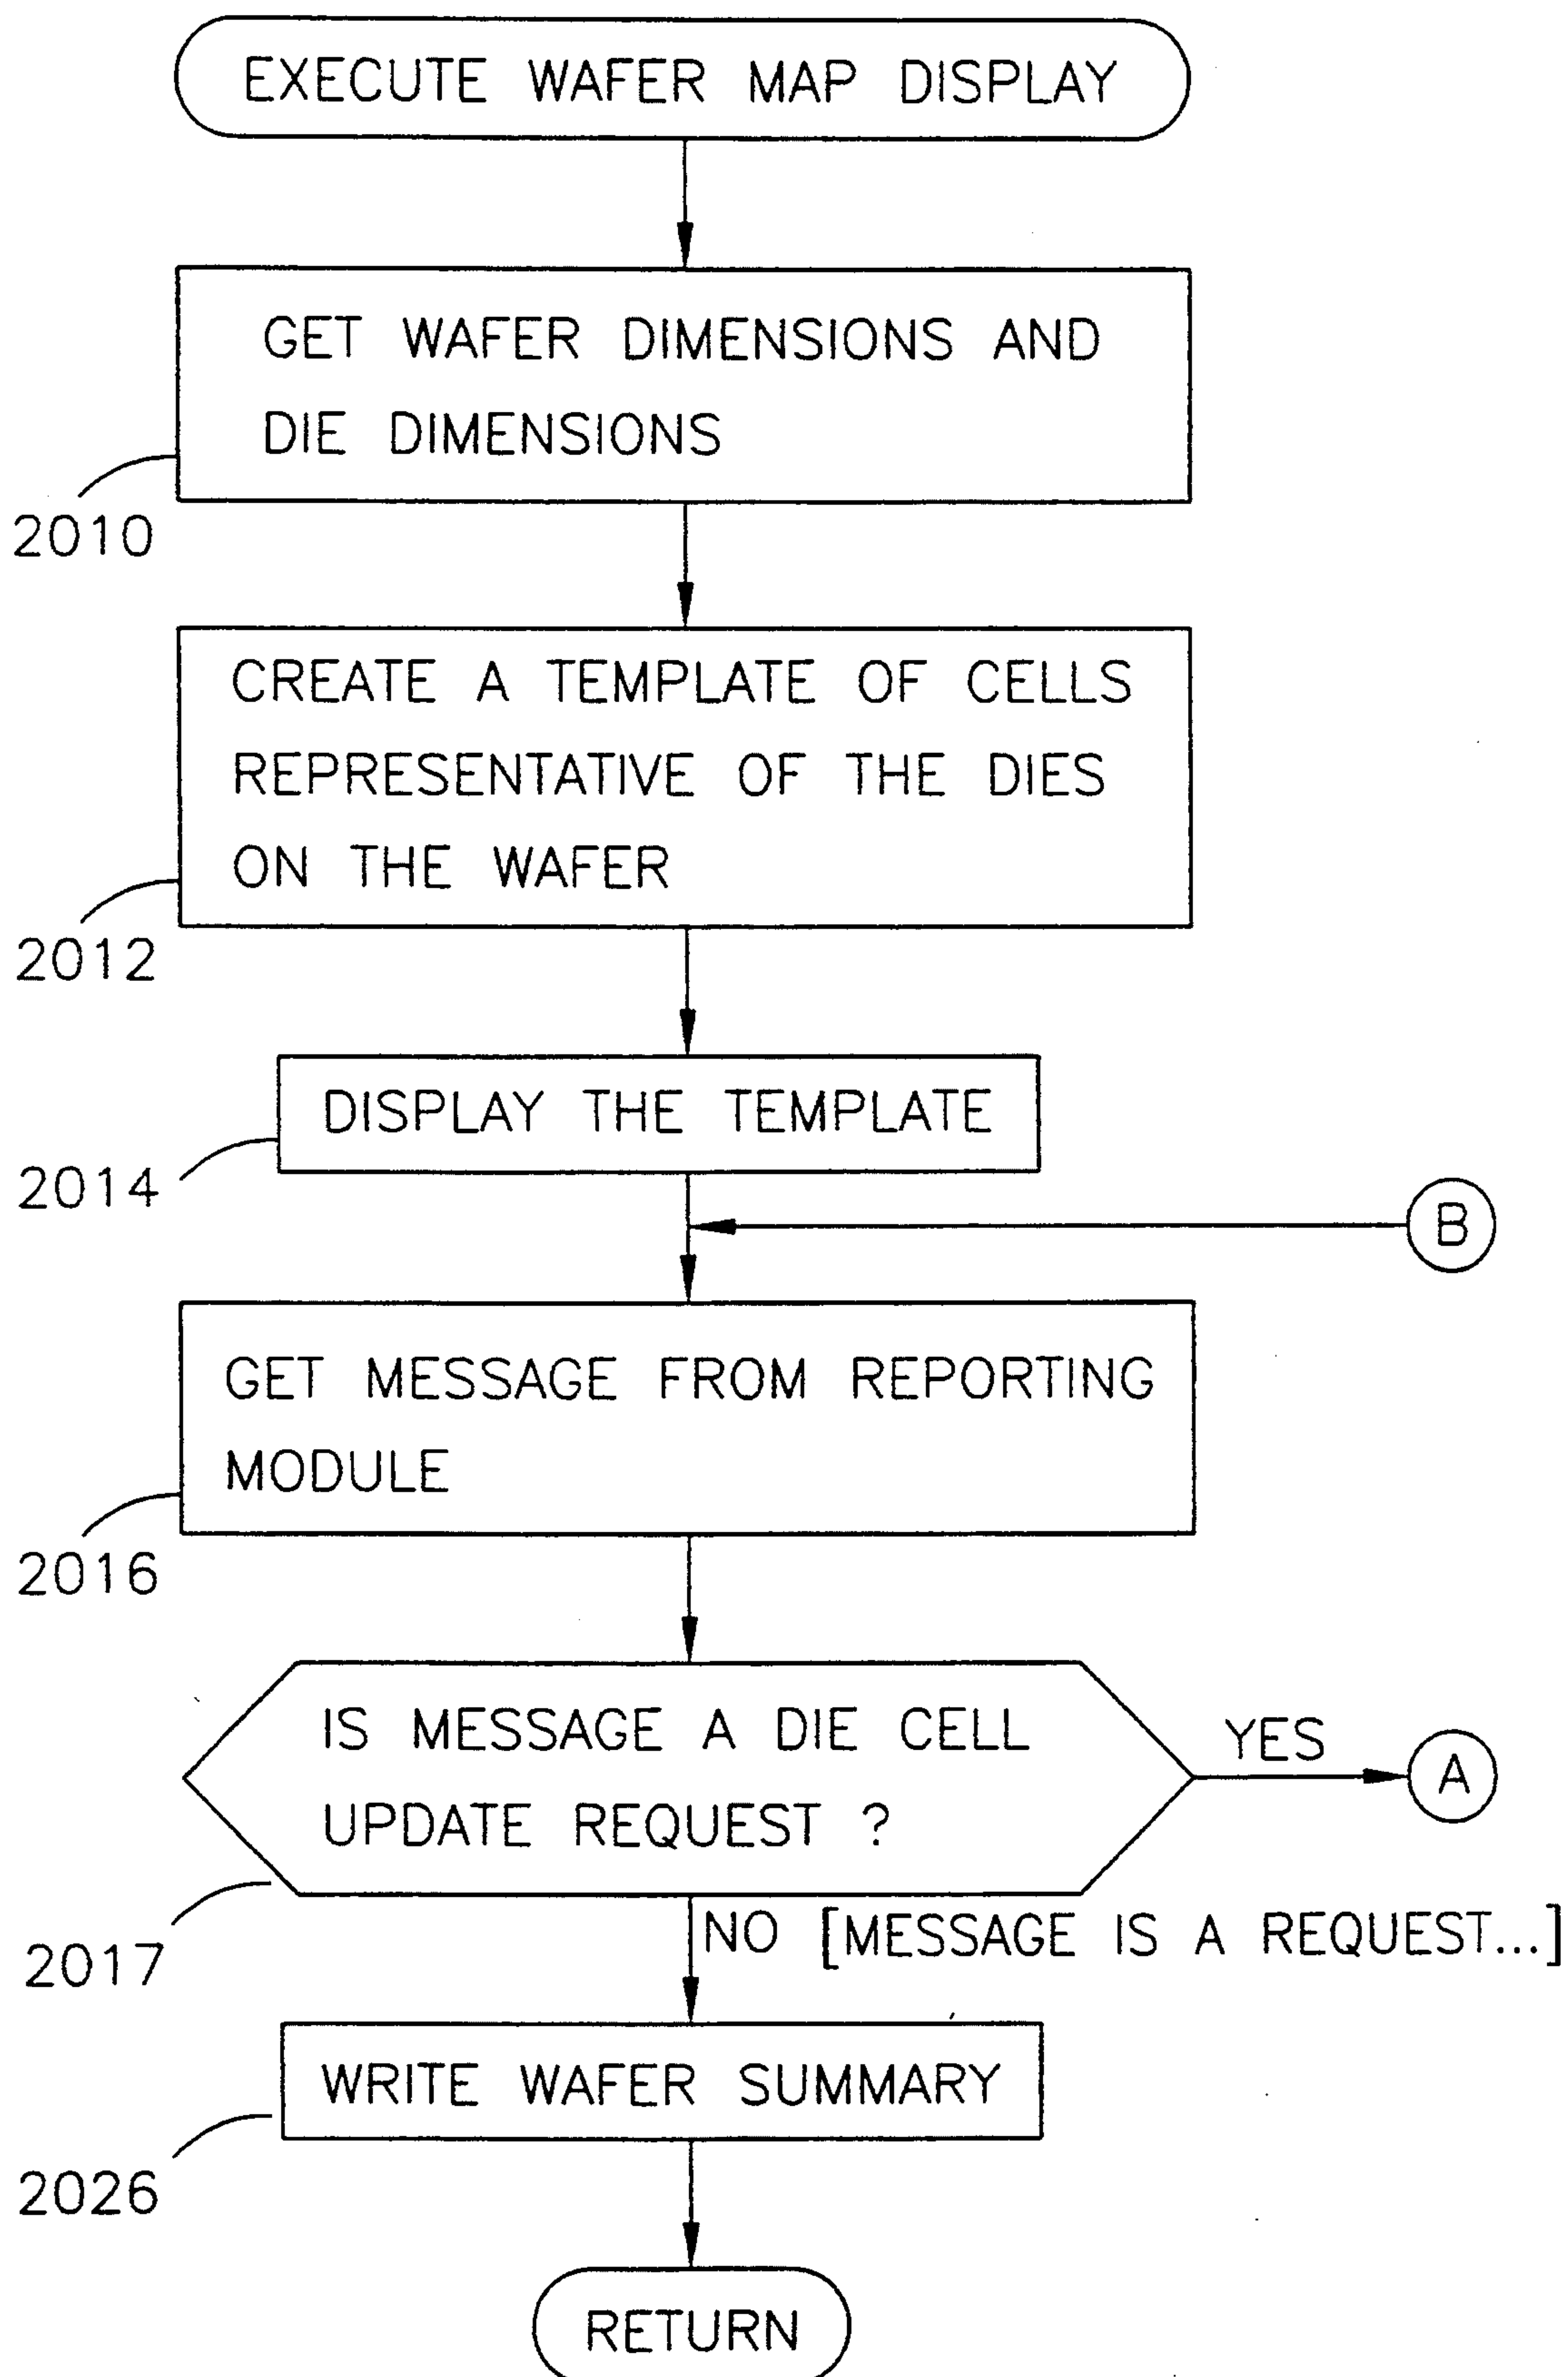 EXECUTE WAFER MAP DISPLAY
GET WAFER DIMENSIONS AND
DIE DIMENSIONS
2010
CREATE A TEMPLATE OF CELLS
REPRESENTATIVE OF THE DIES
ON THE WAFER
2012
DISPLAY THE TEMPLATE
2014
B
GET MESSAGE FROM REPORTING
MODULE
2016
IS MESSAGE A DIE CELL
UPDATE REQUEST ?
YES
A
2017
NO [MESSAGE IS A REQUEST...]
WRITE WAFER SUMMARY
2026
RETURN